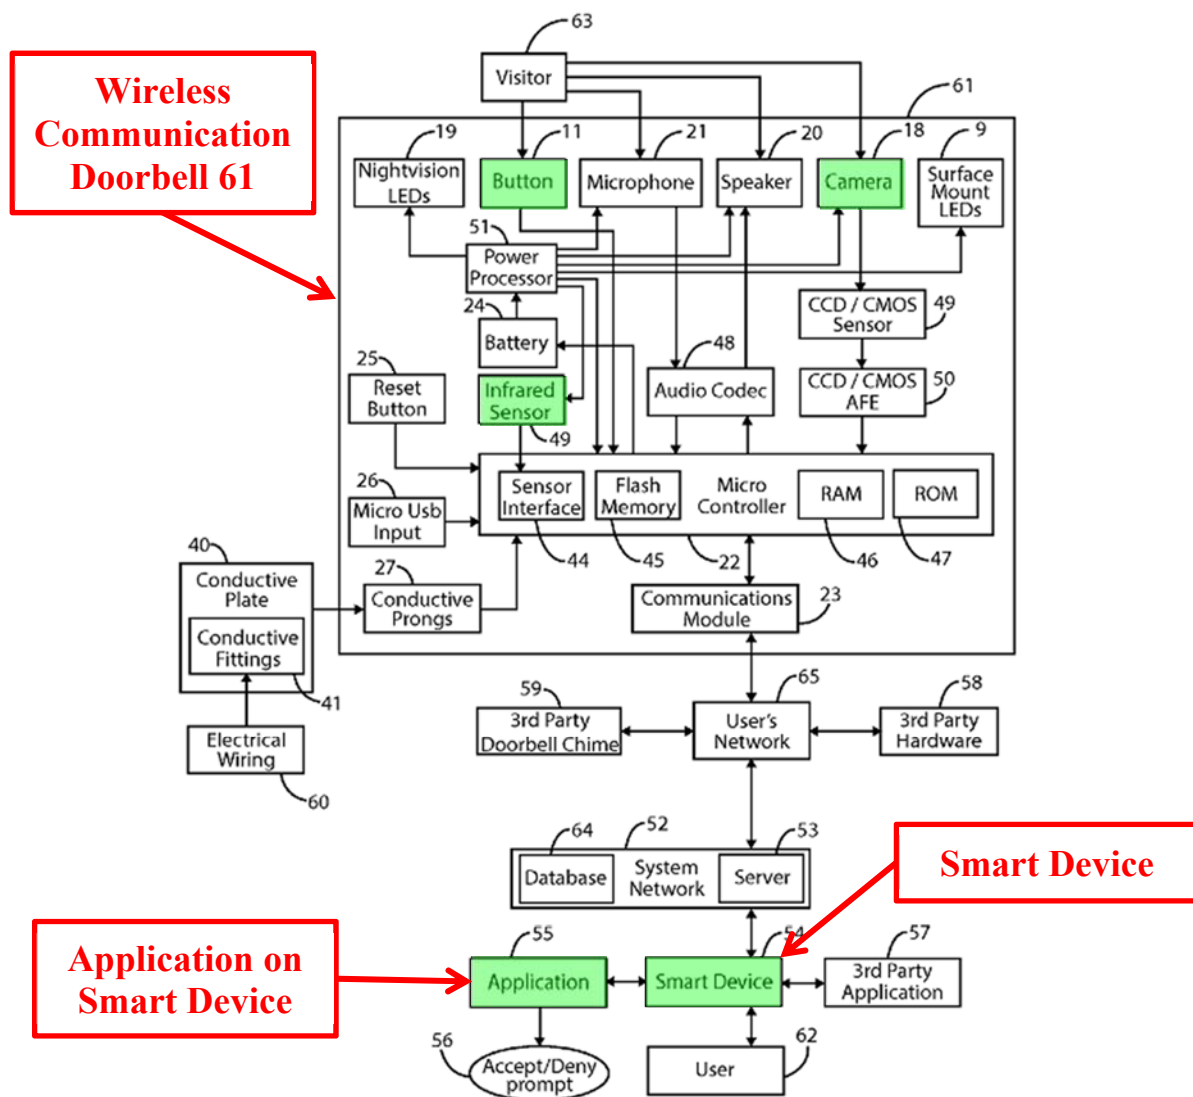 63
Visitor
Wireless
Communication
Doorbell 61
61
19
11
21
20
18
9
Nightvision
LEDs
Button
Microphone
Speaker
Camera
Surface
Mount
LEDs
51
Power
Processor
24
Battery
CCD / CMOS
Sensor
49
25
Reset
Button
Infrared
Sensor
49
48
Audio Codec
CCD / CMOS
AFE
50
26
Micro Usb
Input
Sensor
Interface
44
Flash
Memory
45
Micro
Controller
22
RAM
46
ROM
47
40
Conductive
Plate
Conductive
Fittings
41
27
Conductive
Prongs
Communications
Module
23
Electrical
Wiring
60
59
3rd Party
Doorbell Chime
65
User's
Network
58
3rd Party
Hardware
64
52
53
Database
System
Network
Server
Smart Device
Application on
Smart Device
55
Application
54
Smart Device
57
3rd Party
Application
56
Accept/Deny
prompt
User
62